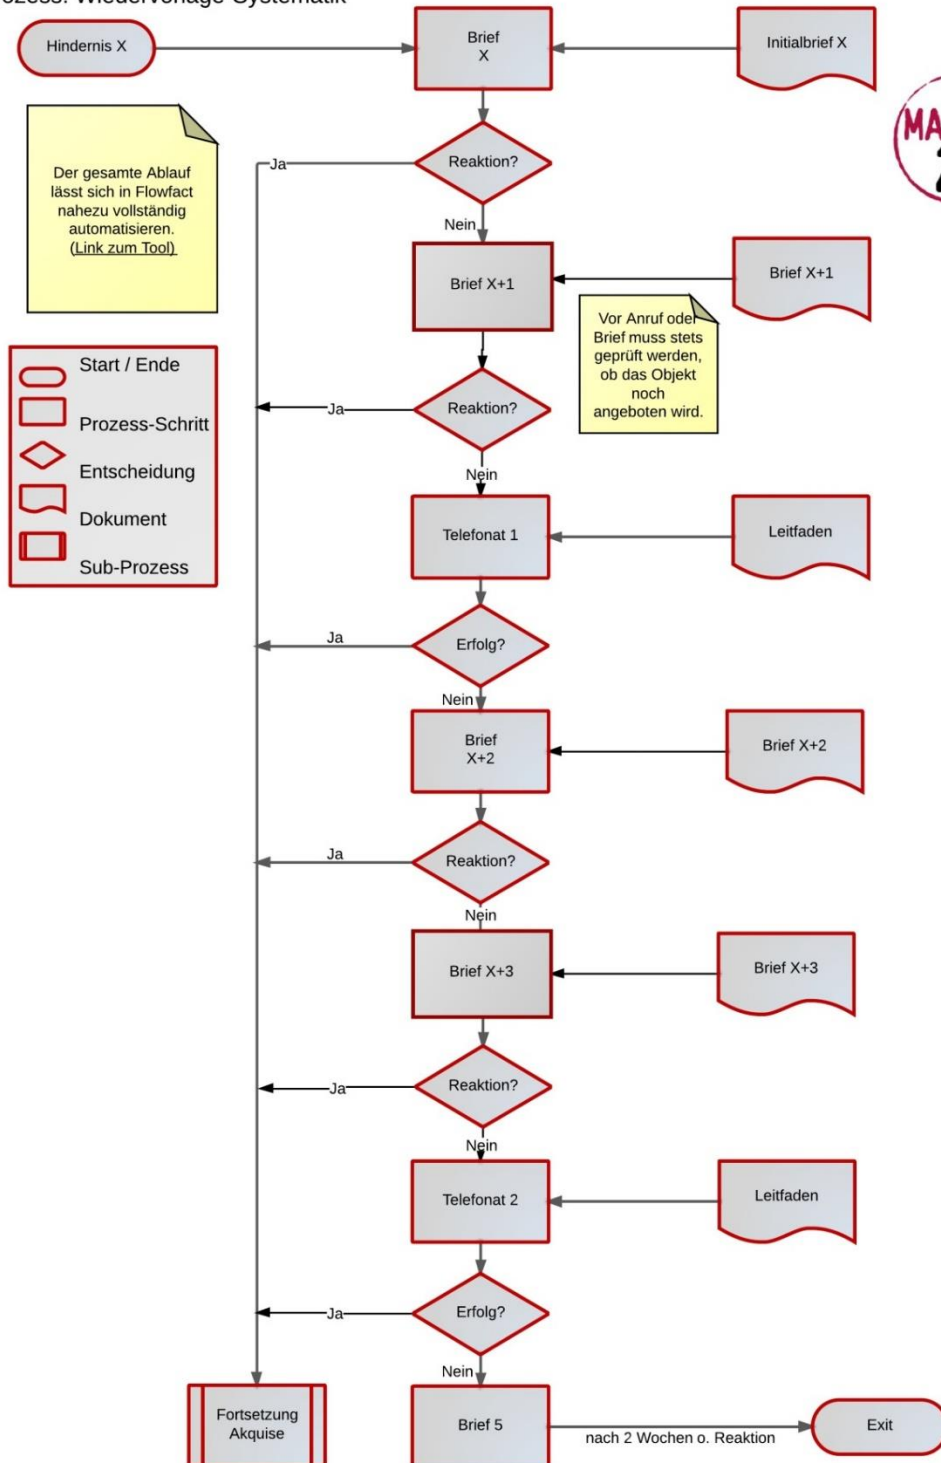 Prozess: Wiedervorlage Systematik
Hindernis X
Brief
X
Initialbrief X
MA
Der gesamte Ablauf
lässt sich in Flowfact
nahezu vollständig
automatisieren.
(Link zum Tool)
Reaktion?
Ja
Nein
Brief X+1
Brief X+1
Vor Anruf oder
Brief muss stets
geprüft werden,
ob das Objekt
noch
angeboten wird.
Start / Ende
Prozess-Schritt
Entscheidung
Dokument
Sub-Prozess
Reaktion?
Ja
Nein
Telefonat 1
Leitfaden
Erfolg?
Ja
Nein
Brief
X+2
Brief X+2
Reaktion?
Ja
Nein
Brief X+3
Brief X+3
Reaktion?
Ja
Nein
Telefonat 2
Leitfaden
Erfolg?
Ja
Nein
Fortsetzung
Akquise
Brief 5
nach 2 Wochen o. Reaktion
Exit